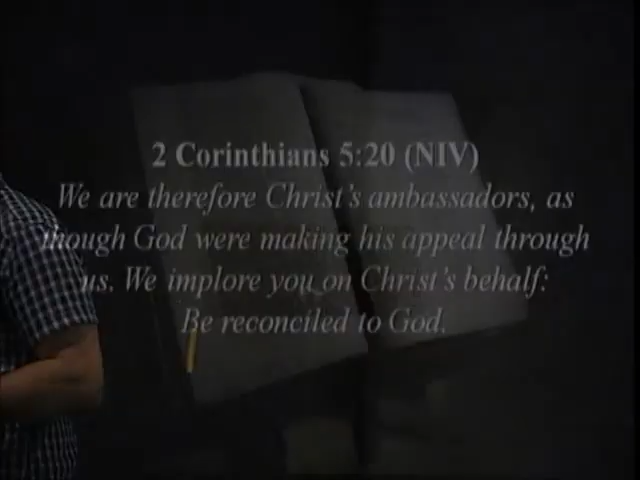 2 Corinthians 5:20 (NIV)
We are therefore Christ's ambassadors, as
though God were making his appeal through
us. We implore you on Christ's behalf:
Be reconciled to God.